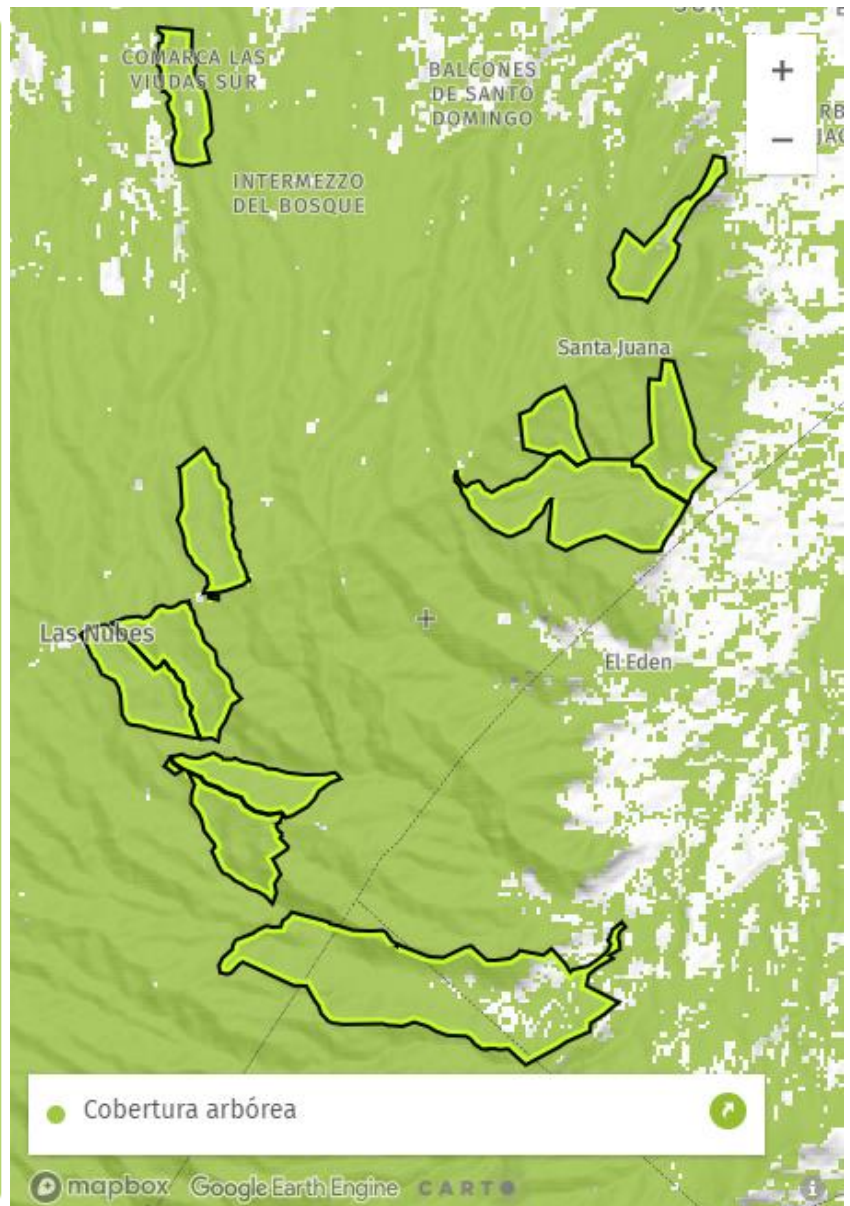 COMARCA LAS
VIUDAS SUR
BALCONES
DE SANTO
DOMINGO
+
−
INTERMEZZO
DEL BOSQUE
Santa Juana
Las Nubes
El Eden
Cobertura arbórea
mapbox Google Earth Engine CARTO